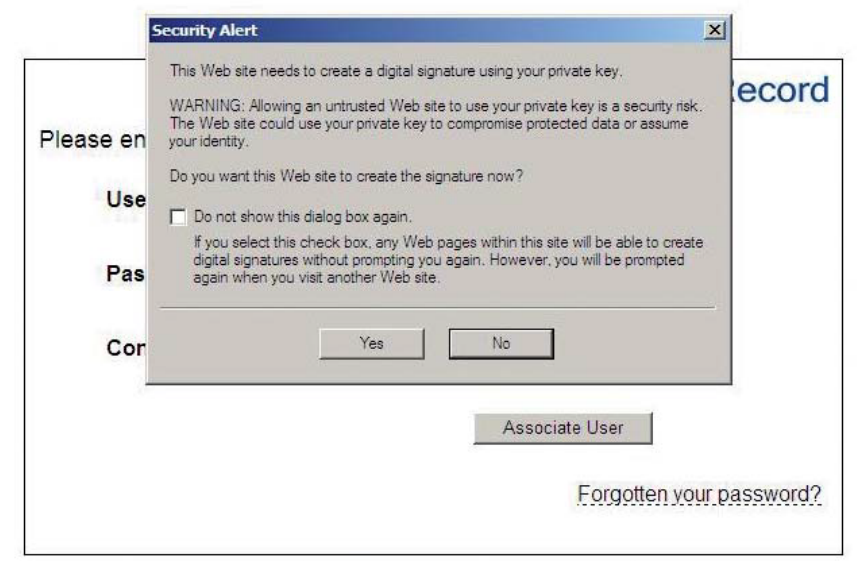 Security Alert
This Web site needs to create a digital signature using your private key.
WARNING: Allowing an untrusted Web site to use your private key is a security risk.
The Web site could use your private key to compromise protected data or assume
your identity.
Do you want this Web site to create the signature now?
Do not show this dialog box again.
If you select this check box, any Web pages within this site will be able to create
digital signatures without prompting you again. However, you will be prompted
again when you visit another Web site.
Yes No
ecord
Please en
Use
Pas
Con
Associate User
Forgotten your password?